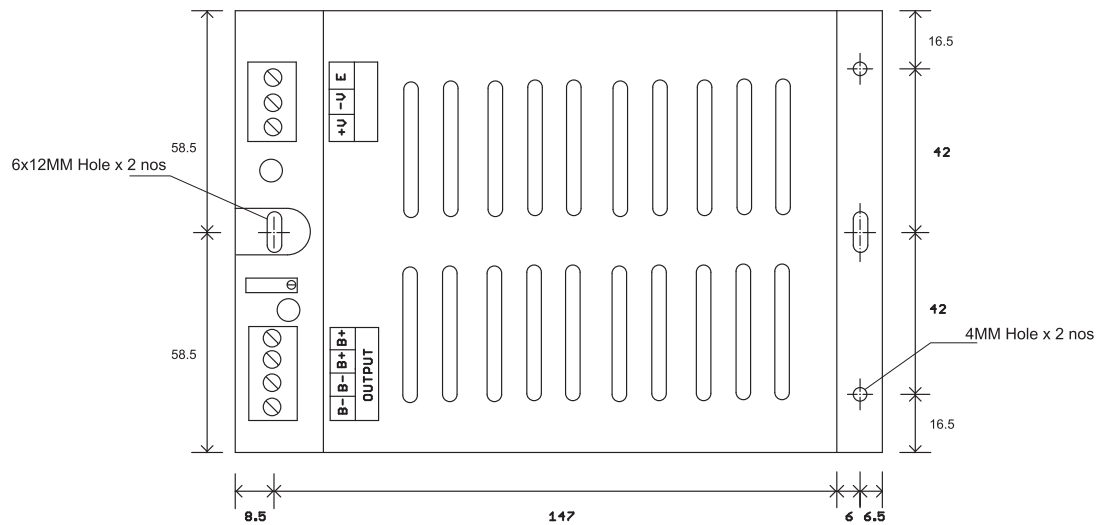 16.5
E
-V
+V
42
58.5
6x12MM Hole x 2 nos
42
4MM Hole x 2 nos
58.5
B+
B+
B-
B-
OUTPUT
16.5
8.5
147
6
6.5